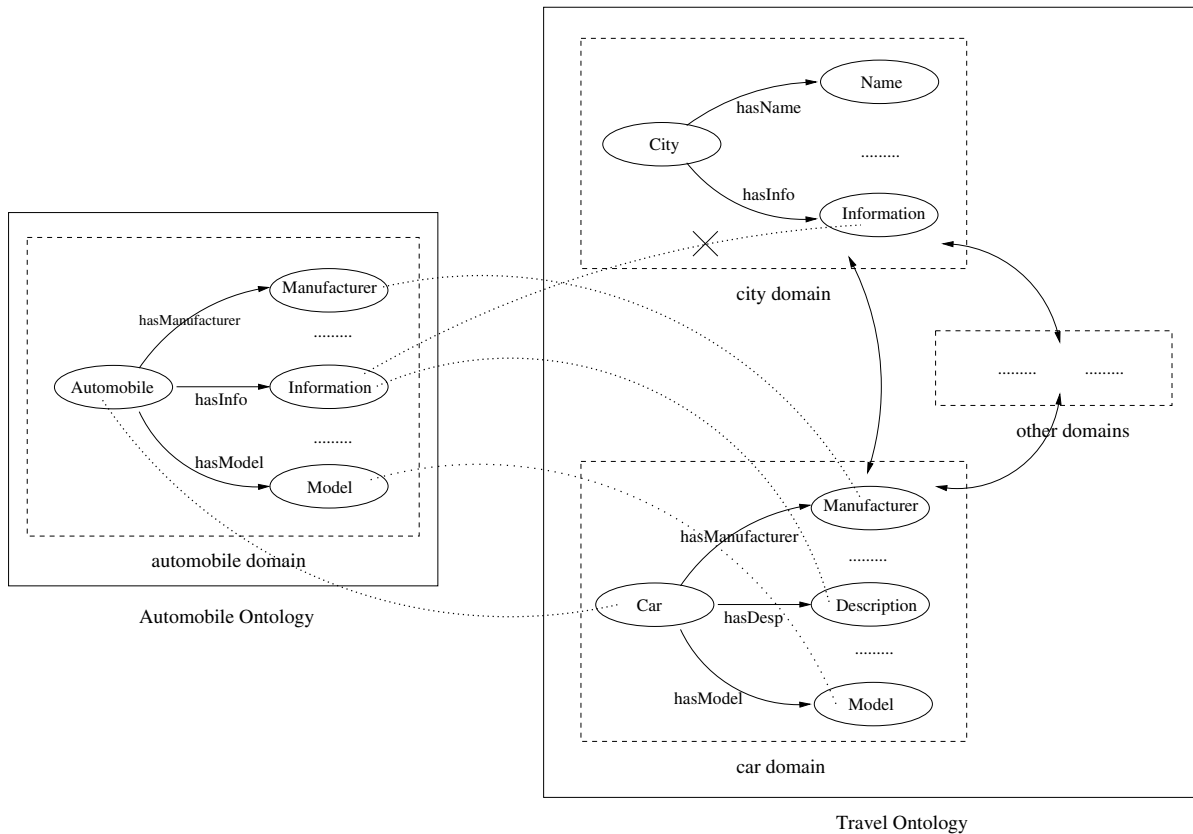 Name
hasName
City
.........
hasInfo
Information
city domain
Manufacturer
hasManufacturer
.........
Automobile
Information
hasInfo
.........
hasModel
Model
automobile domain
Automobile Ontology
......... .........
other domains
Manufacturer
hasManufacturer
.........
Car
Description
hasDesp
.........
hasModel
Model
car domain
Travel Ontology